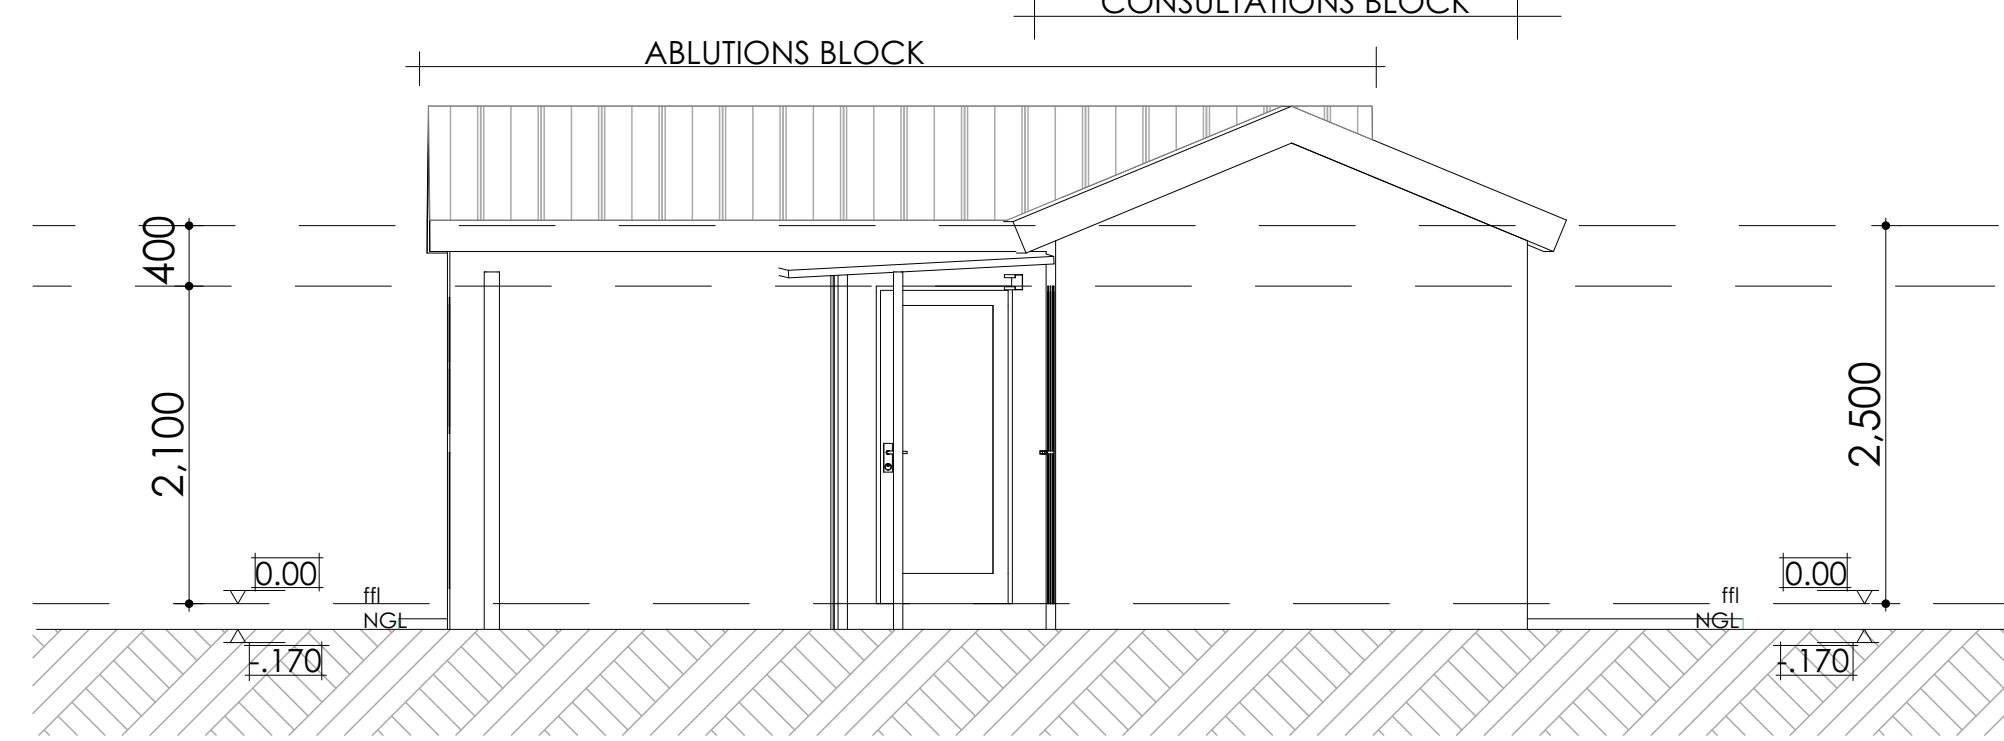 CONSULTATIONS BLOCK
ABLUTIONS BLOCK
400
2,100
2,500
0.00
ffl
NGL
-.170
0.00
ffl
NGL
-.170